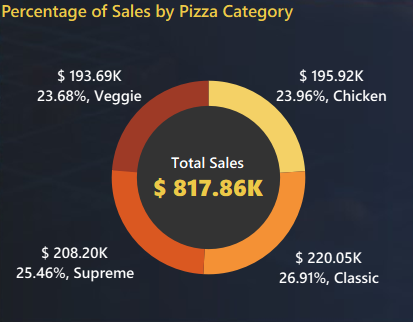 Percentage of Sales by Pizza Category
$ 193.69K
23.68%, Veggie
$ 195.92K
23.96%, Chicken
Total Sales
$ 817.86K
$ 208.20K
25.46%, Supreme
$ 220.05K
26.91%, Classic